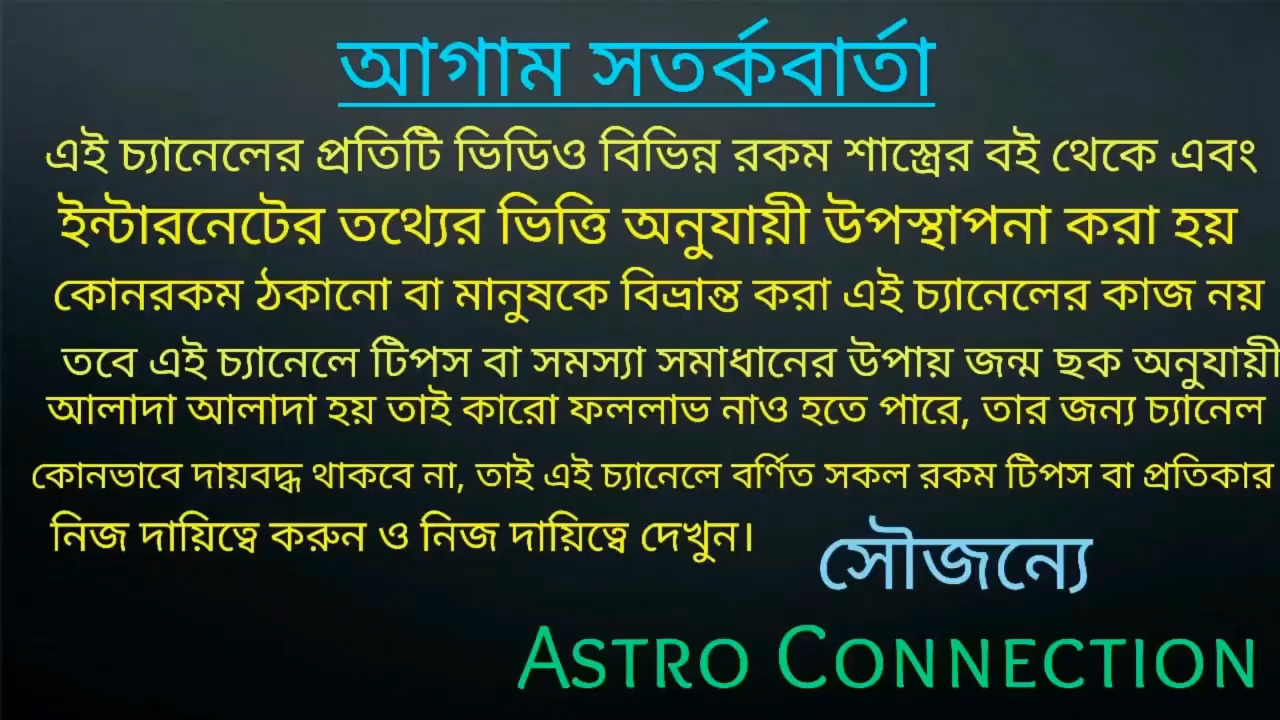 আগাম সতর্কবার্তা
এই চ্যানেলের প্রতিটি ভিডিও বিভিন্ন রকম শাস্ত্রের বই থেকে এবং
ইন্টারনেটের তথ্যের ভিত্তি অনুযায়ী উপস্থাপনা করা হয়
কোনরকম ঠকানো বা মানুষকে বিভ্রান্ত করা এই চ্যানেলের কাজ নয়
তবে এই চ্যানেলে টিপস বা সমস্যা সমাধানের উপায় জন্ম ছক অনুযায়ী
আলাদা আলাদা হয় তাই কারো ফললাভ নাও হতে পারে, তার জন্য চ্যানেল
কোনভাবে দায়বদ্ধ থাকবে না, তাই এই চ্যানেলে বর্ণিত সকল রকম টিপস বা প্রতিকার
নিজ দায়িত্বে করুন ও নিজ দায়িত্বে দেখুন।
সৌজন্যে
ASTRO CONNECTION